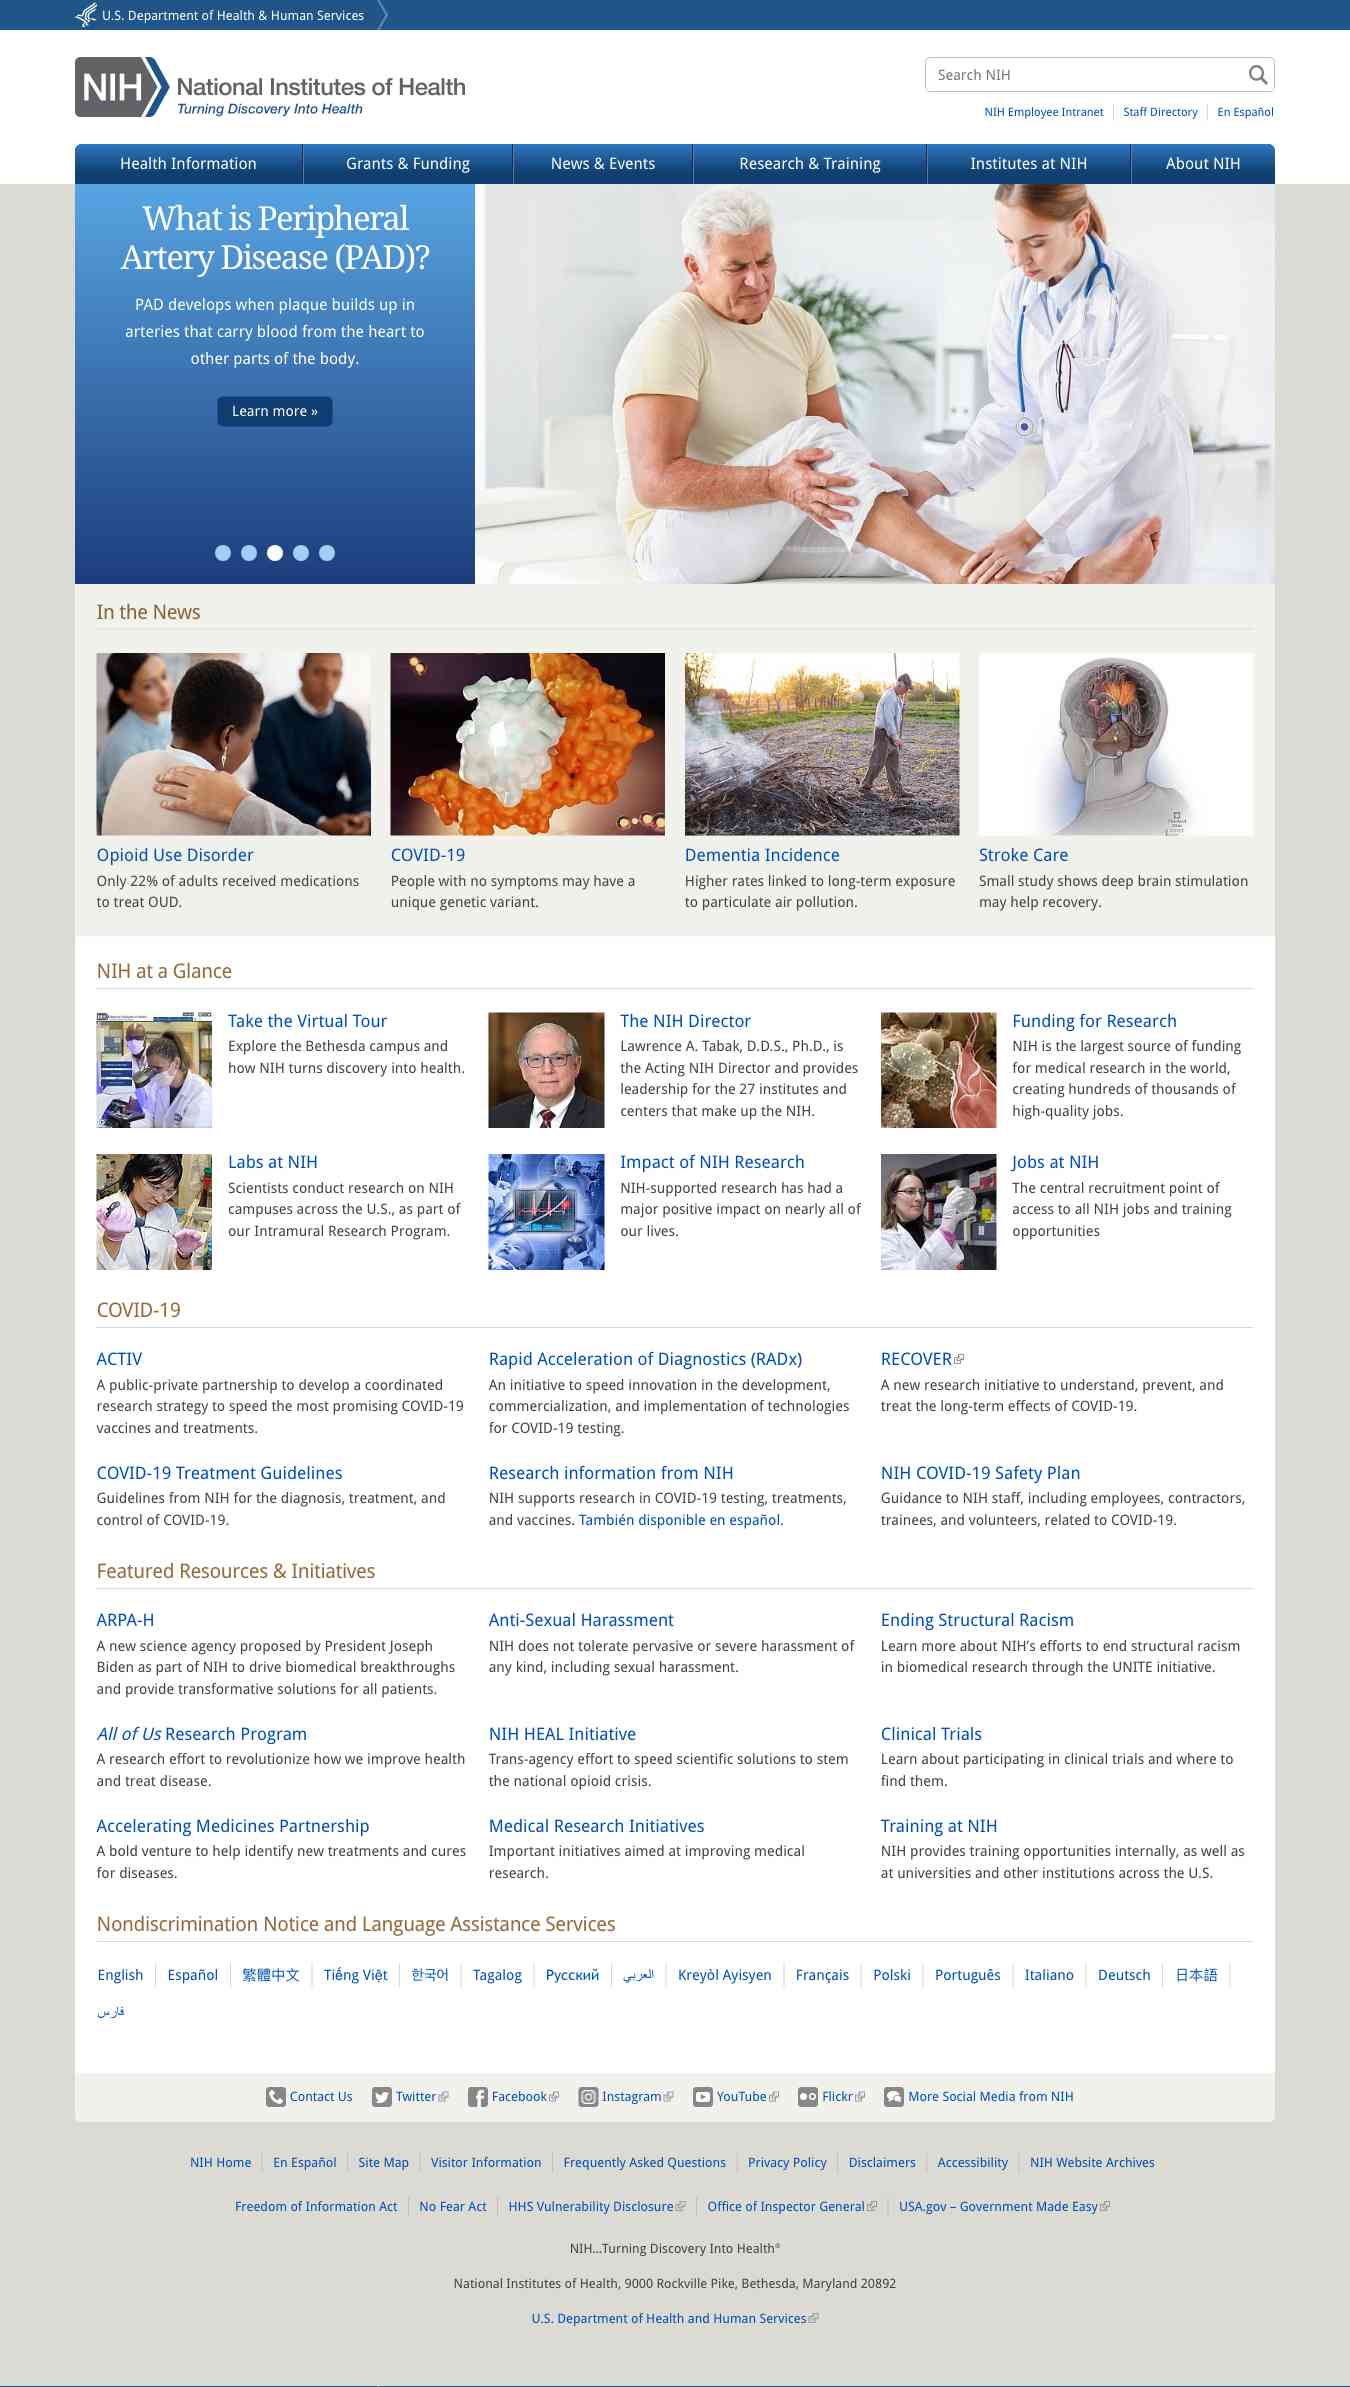 U.S. Department of Health & Human Services
NIH National Institutes of Health
Turning Discovery Into Health
Search NIH
NIH Employee Intranet Staff Directory En Español
Health Information Grants & Funding News & Events Research & Training Institutes at NIH About NIH
What is Peripheral
Artery Disease (PAD)?
PAD develops when plaque builds up in
arteries that carry blood from the heart to
other parts of the body.
Learn more »
In the News
Opioid Use Disorder
Only 22% of adults received medications
to treat OUD.
COVID-19
People with no symptoms may have a
unique genetic variant.
Dementia Incidence
Higher rates linked to long-term exposure
to particulate air pollution.
Stroke Care
Small study shows deep brain stimulation
may help recovery.
NIH at a Glance
Take the Virtual Tour
Explore the Bethesda campus and
how NIH turns discovery into health.
The NIH Director
Lawrence A. Tabak, D.D.S., Ph.D., is
the Acting NIH Director and provides
leadership for the 27 institutes and
centers that make up the NIH.
Funding for Research
NIH is the largest source of funding
for medical research in the world,
creating hundreds of thousands of
high-quality jobs.
Labs at NIH
Scientists conduct research on NIH
campuses across the U.S., as part of
our Intramural Research Program.
Impact of NIH Research
NIH-supported research has had a
major positive impact on nearly all of
our lives.
Jobs at NIH
The central recruitment point of
access to all NIH jobs and training
opportunities
COVID-19
ACTIV
A public-private partnership to develop a coordinated
research strategy to speed the most promising COVID-19
vaccines and treatments.
Rapid Acceleration of Diagnostics (RADx)
An initiative to speed innovation in the development,
commercialization, and implementation of technologies
for COVID-19 testing.
RECOVER
A new research initiative to understand, prevent, and
treat the long-term effects of COVID-19.
COVID-19 Treatment Guidelines
Guidelines from NIH for the diagnosis, treatment, and
control of COVID-19.
Research information from NIH
NIH supports research in COVID-19 testing, treatments,
and vaccines. También disponible en español.
NIH COVID-19 Safety Plan
Guidance to NIH staff, including employees, contractors,
trainees, and volunteers, related to COVID-19.
Featured Resources & Initiatives
ARPA-H
A new science agency proposed by President Joseph
Biden as part of NIH to drive biomedical breakthroughs
and provide transformative solutions for all patients.
Anti-Sexual Harassment
NIH does not tolerate pervasive or severe harassment of
any kind, including sexual harassment.
Ending Structural Racism
Learn more about NIH’s efforts to end structural racism
in biomedical research through the UNITE initiative.
All of Us Research Program
A research effort to revolutionize how we improve health
and treat disease.
NIH HEAL Initiative
Trans-agency effort to speed scientific solutions to stem
the national opioid crisis.
Clinical Trials
Learn about participating in clinical trials and where to
find them.
Accelerating Medicines Partnership
A bold venture to help identify new treatments and cures
for diseases.
Medical Research Initiatives
Important initiatives aimed at improving medical
research.
Training at NIH
NIH provides training opportunities internally, as well as
at universities and other institutions across the U.S.
Nondiscrimination Notice and Language Assistance Services
English Español 繁體中文 Tiếng Việt 한국어 Tagalog Русский العربي Kreyòl Ayisyen Français Polski Português Italiano Deutsch 日本語
فارس
Contact Us Twitter Facebook Instagram YouTube Flickr More Social Media from NIH
NIH Home En Español Site Map Visitor Information Frequently Asked Questions Privacy Policy Disclaimers Accessibility NIH Website Archives
Freedom of Information Act No Fear Act HHS Vulnerability Disclosure Office of Inspector General USA.gov – Government Made Easy
NIH…Turning Discovery Into Health®
National Institutes of Health, 9000 Rockville Pike, Bethesda, Maryland 20892
U.S. Department of Health and Human Services